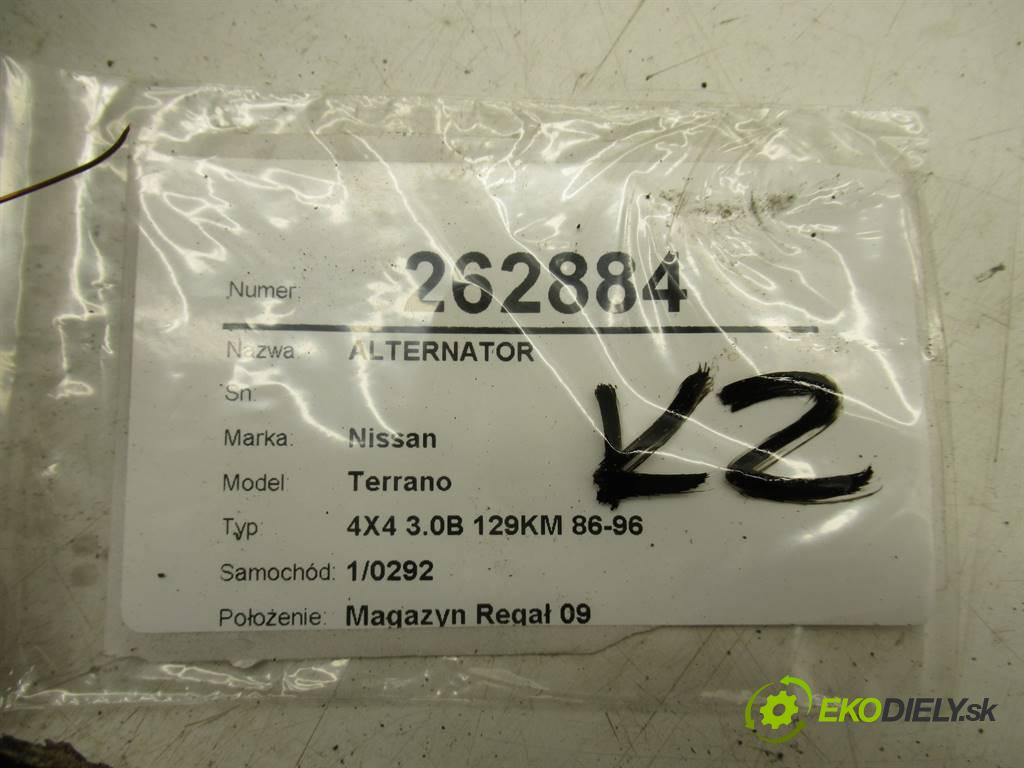 Numer: 262884
Nazwa: ALTERNATOR
Sn:
Marka: Nissan
Model: Terrano
Typ 4X4 3.0B 129KM 86-96
Samochód: 1/0292
Położenie: Magazyn Regał 09
K2
EKODIELY.sk